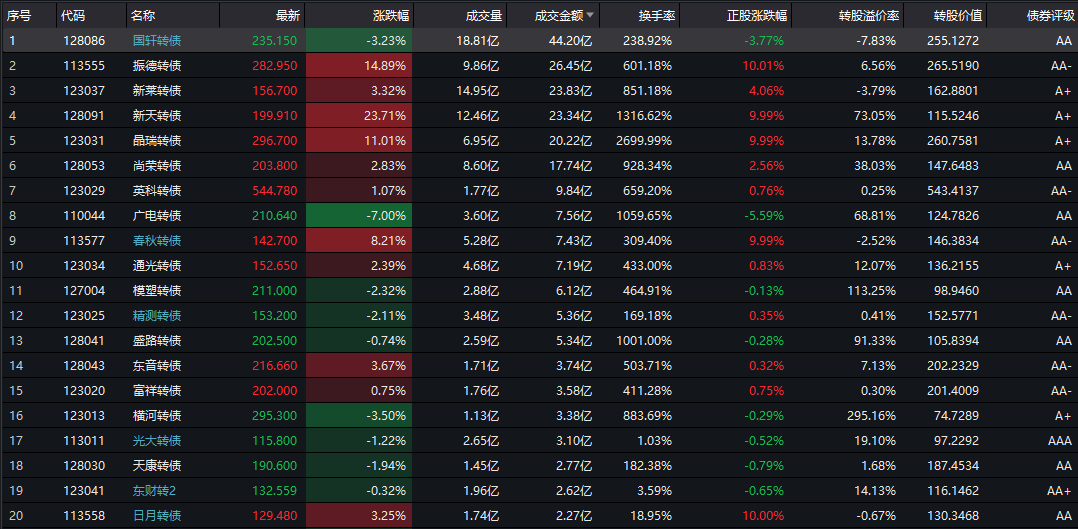 序号 代码 名称 最新 涨跌幅 成交量 成交金额 换手率 正股涨跌幅 转股溢价率 转股价值 债券评级
1 128086 国轩转债 235.150 -3.23% 18.81亿 44.20亿 238.92% -3.77% -7.83% 255.1272 AA
2 113555 振德转债 282.950 14.89% 9.86亿 26.45亿 601.18% 10.01% 6.56% 265.5190 AA-
3 123037 新莱转债 156.700 3.32% 14.95亿 23.83亿 851.18% 4.06% -3.79% 162.8801 A+
4 128091 新天转债 199.910 23.71% 12.46亿 23.34亿 1316.62% 9.99% 73.05% 115.5246 A+
5 123031 晶瑞转债 296.700 11.01% 6.95亿 20.22亿 2699.99% 9.99% 13.78% 260.7581 A+
6 128053 尚荣转债 203.800 2.83% 8.60亿 17.74亿 928.34% 2.56% 38.03% 147.6483 AA
7 123029 英科转债 544.780 1.07% 1.77亿 9.84亿 659.20% 0.76% 0.25% 543.4137 AA-
8 110044 广电转债 210.640 -7.00% 3.60亿 7.56亿 1059.65% -5.59% 68.81% 124.7826 AA
9 113577 春秋转债 142.700 8.21% 5.28亿 7.43亿 309.40% 9.99% -2.52% 146.3834 AA-
10 123034 通光转债 152.650 2.39% 4.68亿 7.19亿 433.00% 0.83% 12.07% 136.2155 A+
11 127004 模塑转债 211.000 -2.32% 2.88亿 6.12亿 464.91% -0.13% 113.25% 98.9460 AA
12 123025 精测转债 153.200 -2.11% 3.48亿 5.36亿 169.18% 0.35% 0.41% 152.5771 AA-
13 128041 盛路转债 202.500 -0.74% 2.59亿 5.34亿 1001.00% -0.28% 91.33% 105.8394 AA
14 128043 东音转债 216.660 3.67% 1.71亿 3.74亿 503.71% 0.32% 7.13% 202.2329 AA-
15 123020 富祥转债 202.000 0.75% 1.76亿 3.58亿 411.28% 0.75% 0.30% 201.4009 AA-
16 123013 横河转债 295.300 -3.50% 1.13亿 3.38亿 883.69% -0.29% 295.16% 74.7289 A+
17 113011 光大转债 115.800 -1.22% 2.65亿 3.10亿 1.03% -0.52% 19.10% 97.2292 AAA
18 128030 天康转债 190.600 -1.94% 1.45亿 2.77亿 182.38% -0.79% 1.68% 187.4534 AA
19 123041 东财转2 132.559 -0.32% 1.96亿 2.62亿 3.59% -0.65% 14.13% 116.1462 AA+
20 113558 日月转债 129.480 3.25% 1.74亿 2.27亿 18.95% 10.00% -0.67% 130.3468 AA